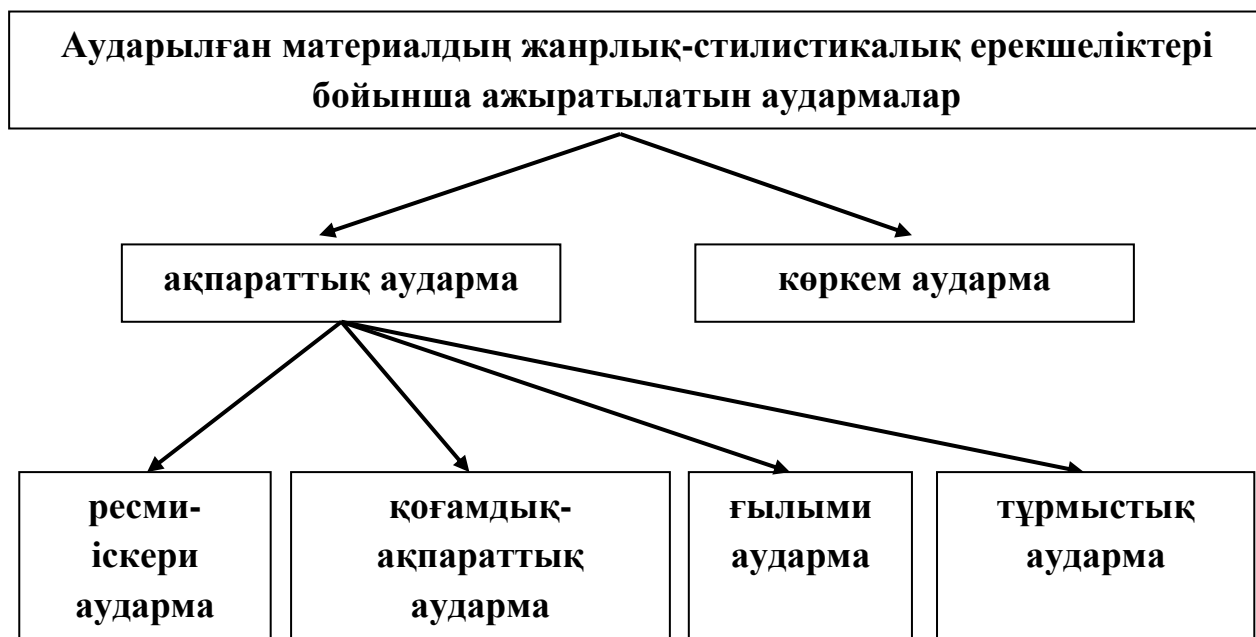 Аударылған материалдың жанрлық-стилистикалық ерекшеліктері
бойынша ажыратылатын аудармалар
ақпараттық аударма
көркем аударма
ресми-
іскери
аударма
қоғамдық-
ақпараттық
аударма
ғылыми
аударма
тұрмыстық
аударма